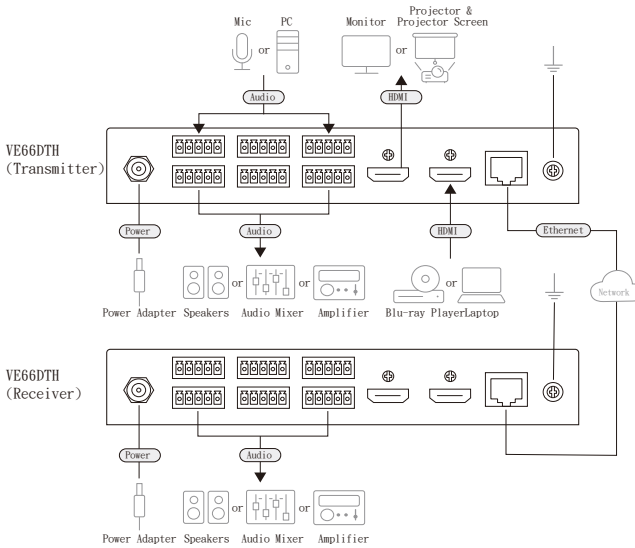 Mic
PC
Monitor
Projector &
Projector Screen
or
or
Audio
HDMI
VE66DTH
(Transmitter)
Power
Audio
HDMI
Ethernet
or
or
or
Network
Power Adapter
Speakers
Audio Mixer
Amplifier
Blu-ray Player
Laptop
VE66DTH
(Receiver)
Power
Audio
or
or
Power Adapter
Speakers
Audio Mixer
Amplifier